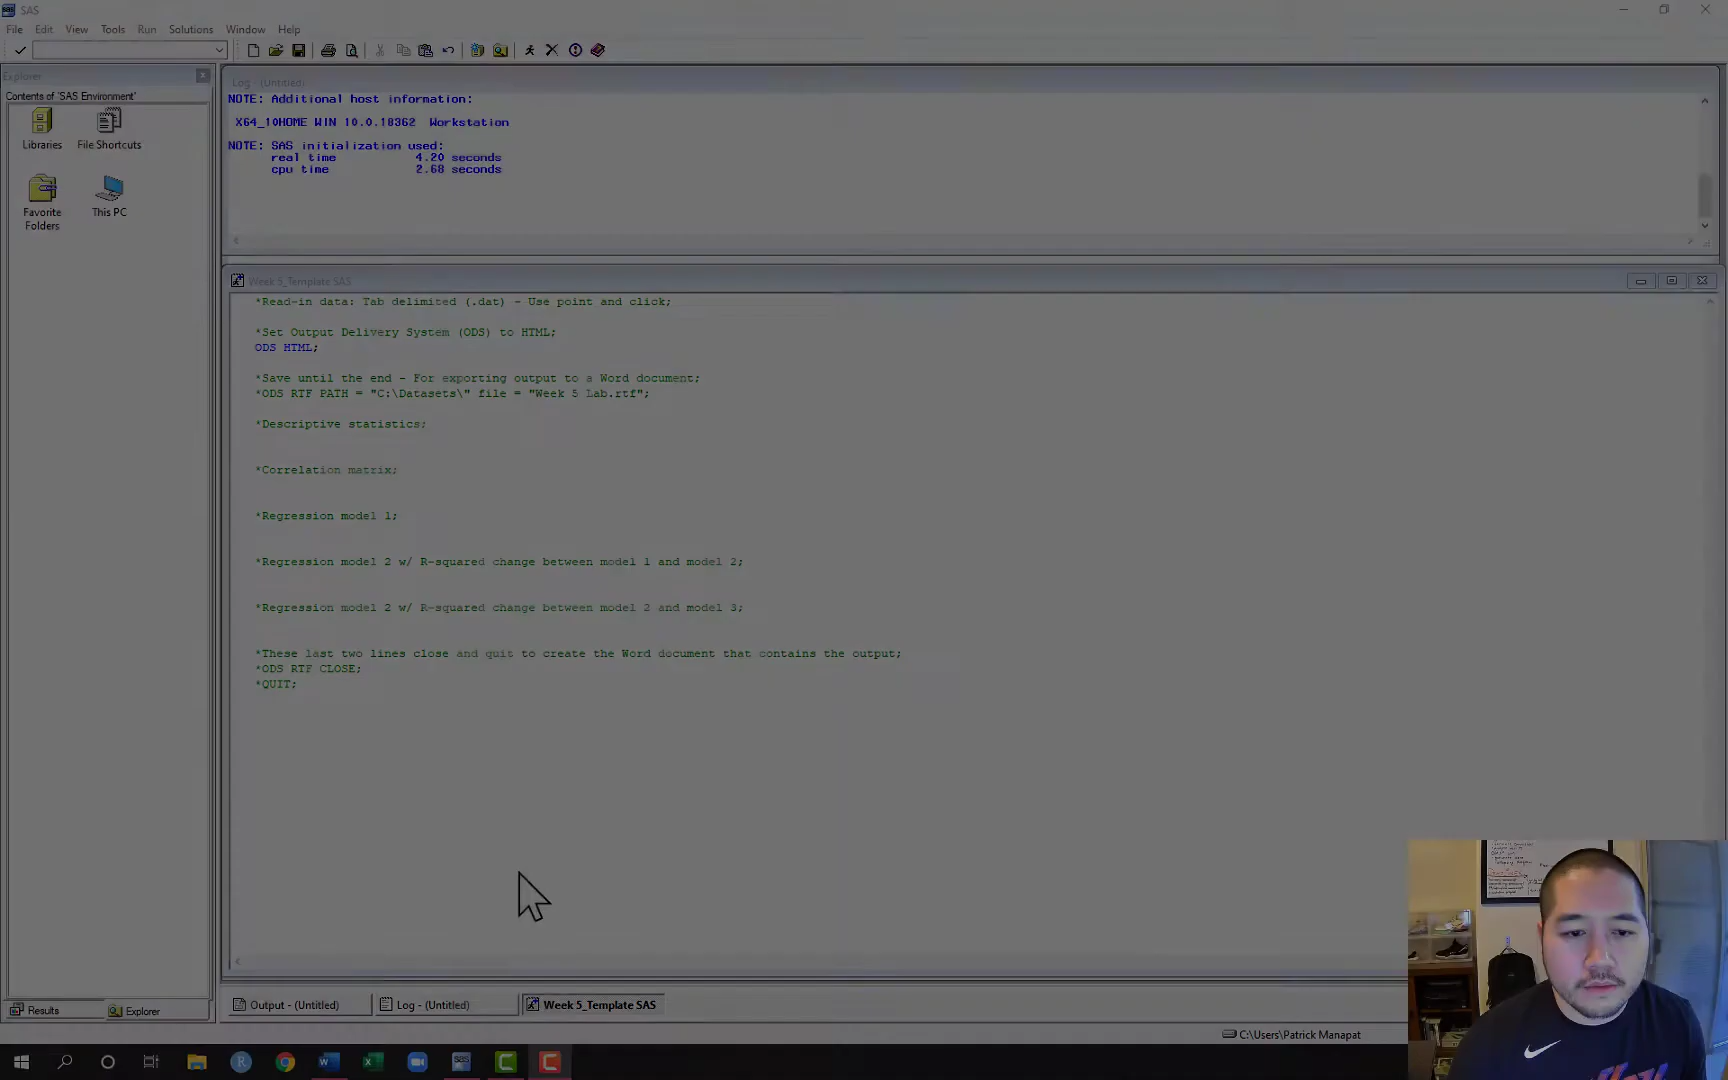 SAS
File Edit View Tools Run Solutions Window Help
Explorer
Contents of 'SAS Environment'
Libraries
File Shortcuts
Favorite Folders
This PC
Log - (Untitled)
NOTE: Additional host information:
X64_10HOME WIN 10.0.18362 Workstation
NOTE: SAS initialization used:
real time 4.20 seconds
cpu time 2.68 seconds
Week 5_Template SAS
*Read-in data: Tab delimited (.dat) - Use point and click;
*Set Output Delivery System (ODS) to HTML;
ODS HTML;
*Save until the end - For exporting output to a Word document;
*ODS RTF PATH = "C:\Datasets\" file = "Week 5 Lab.rtf";
*Descriptive statistics;
*Correlation matrix;
*Regression model 1;
*Regression model 2 w/ R-squared change between model 1 and model 2;
*Regression model 2 w/ R-squared change between model 2 and model 3;
*These last two lines close and quit to create the Word document that contains the output;
*ODS RTF CLOSE;
*QUIT;
Results
Explorer
Output - (Untitled)
Log - (Untitled)
Week 5_Template SAS
C:\Users\Patrick Manapat